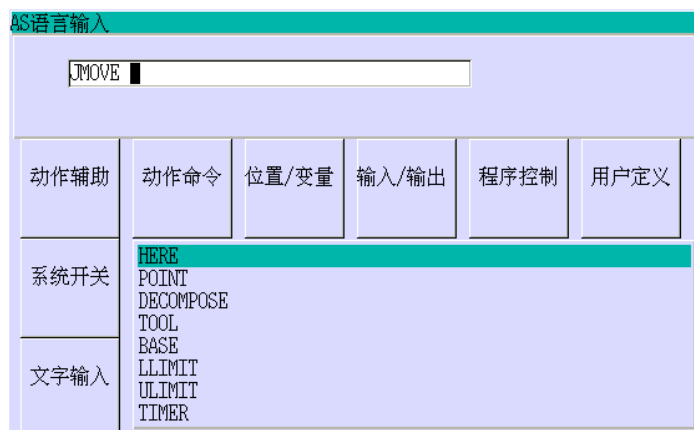 AS语言输入
JMOVE
动作辅助 动作命令 位置/变量 输入/输出 程序控制 用户定义
系统开关
HERE
POINT
DECOMPOSE
TOOL
BASE
文字输入
LLIMIT
ULIMIT
TIMER